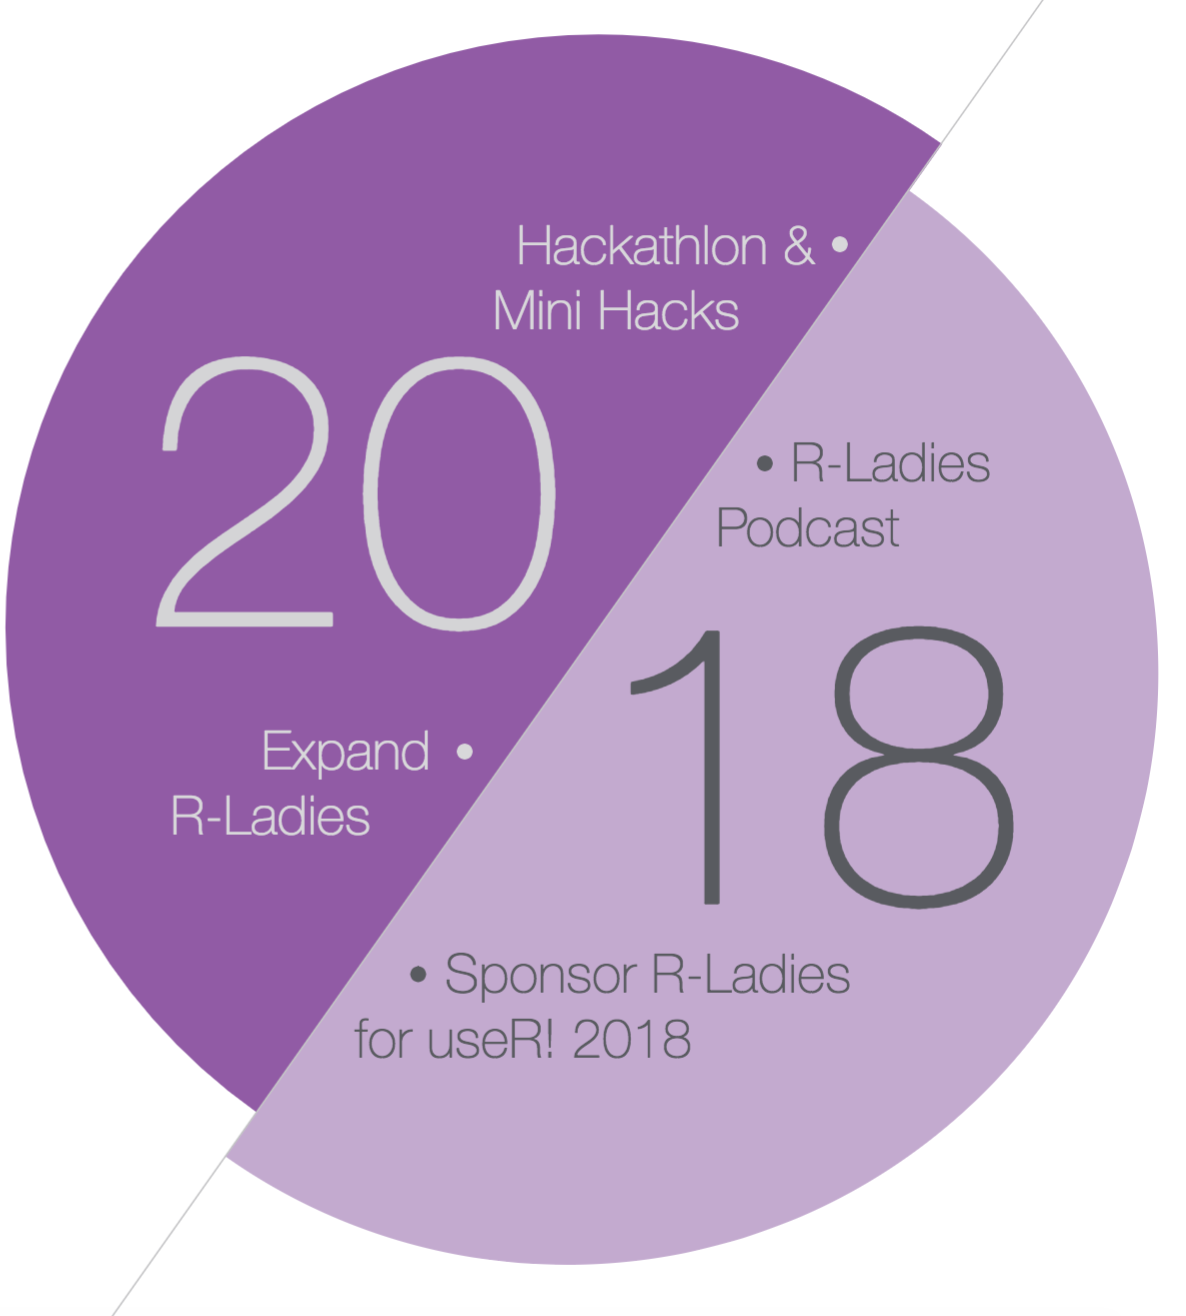 Hackathlon & •
Mini Hacks
20
Expand •
R-Ladies
• R-Ladies
Podcast
18
• Sponsor R-Ladies
for useR! 2018